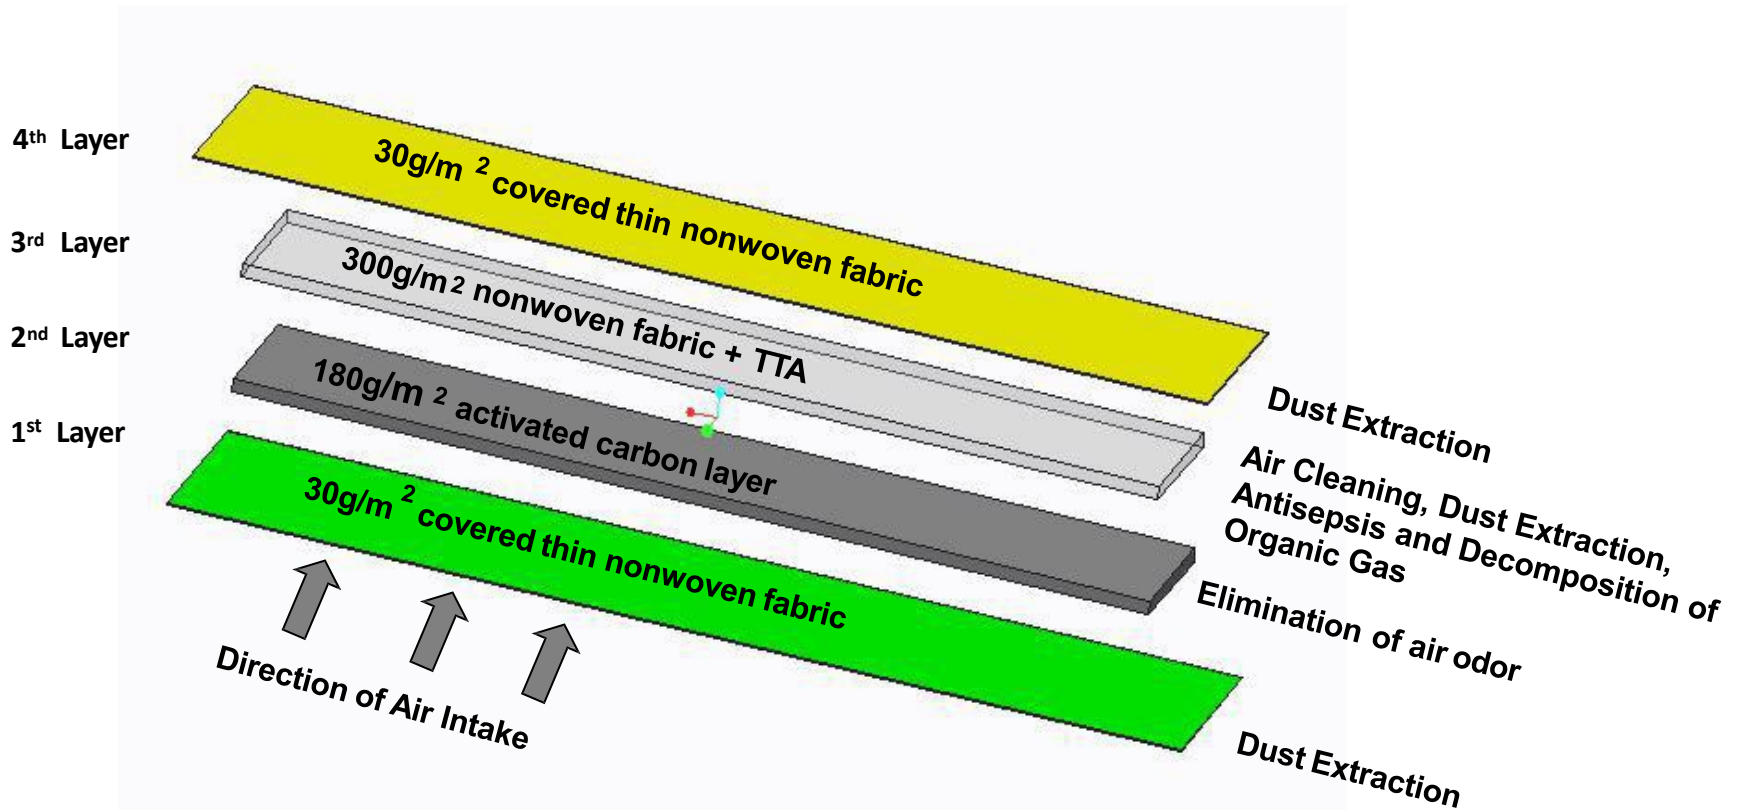 4th Layer
30g/m 2 covered thin nonwoven fabric
Dust Extraction
3rd Layer
300g/m2 nonwoven fabric + TTA
Air Cleaning, Dust Extraction,
Antisepsis and Decomposition of
Organic Gas
2nd Layer
180g/m 2 activated carbon layer
Elimination of air odor
1st Layer
30g/m 2 covered thin nonwoven fabric
Dust Extraction
Direction of Air Intake